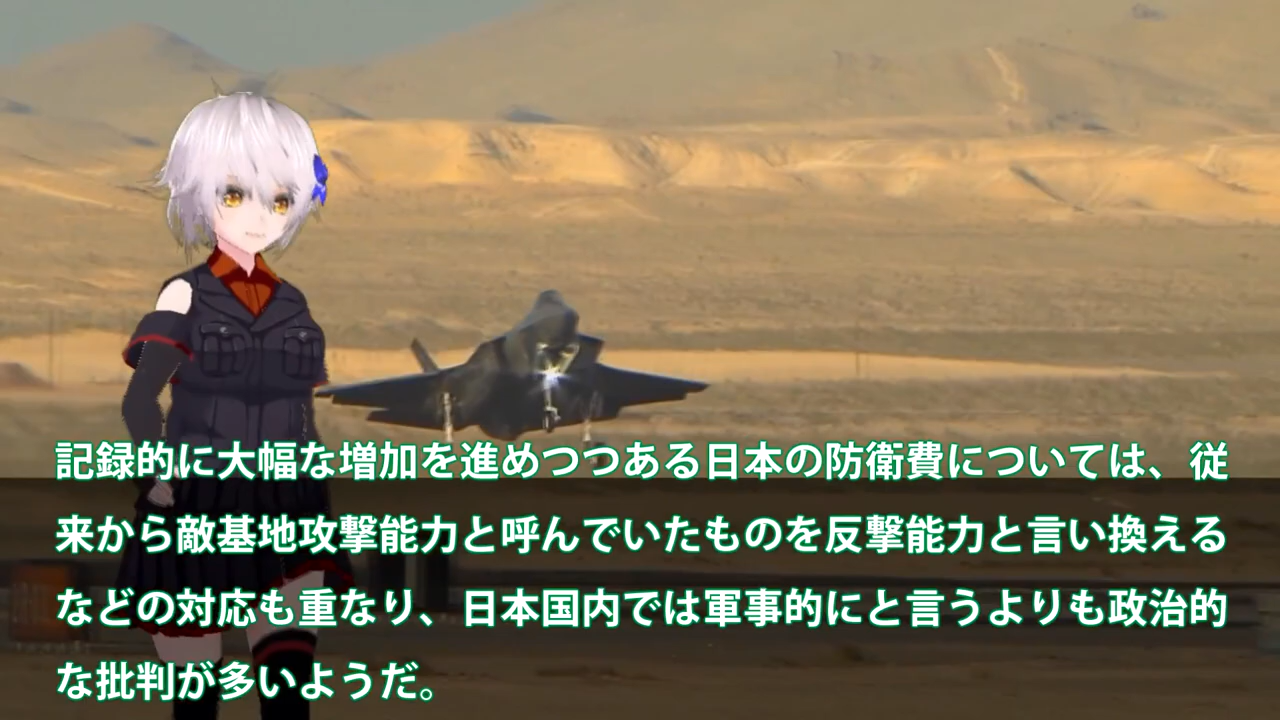 記録的に大幅な増加を進めつつある日本の防衛費については、従
来から敵基地攻撃能力と呼んでいたものを反撃能力と言い換える
などの対応も重なり、日本国内では軍事的にと言うよりも政治的
な批判が多いようだ。